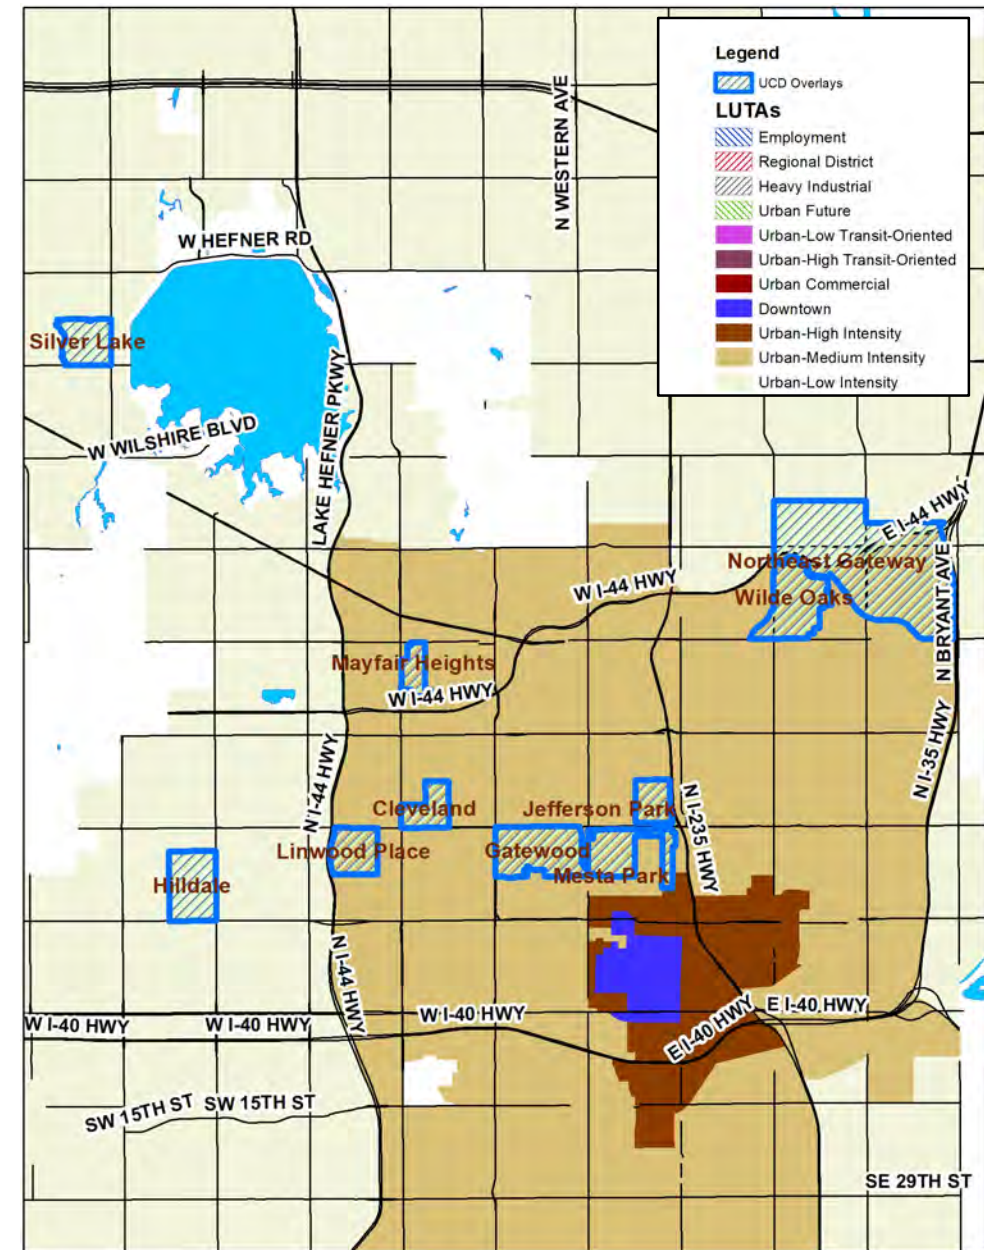 Legend
UCD Overlays
LUTAs
Employment
Regional District
Heavy Industrial
Urban Future
Urban-Low Transit-Oriented
Urban-High Transit-Oriented
Urban Commercial
Downtown
Urban-High Intensity
Urban-Medium Intensity
Urban-Low Intensity
N WESTERN AVE
W HEFNER RD
Silver Lake
LAKE HEFNER PKWY
W WILSHIRE BLVD
E I-44 HWY
Northeast Gateway
W I-44 HWY
Wilde Oaks
N BRYANT AVE
Mayfair Heights
W I-44 HWY
N I-44 HWY
N I-35 HWY
Cleveland
Jefferson Park
N I-235 HWY
Linwood Place
Gatewood
Mesta Park
Hilldale
N I-44 HWY
W I-40 HWY
W I-40 HWY
W I-40 HWY
E I-40 HWY
E I-40 HWY
SW 15TH ST
SW 15TH ST
SE 29TH ST